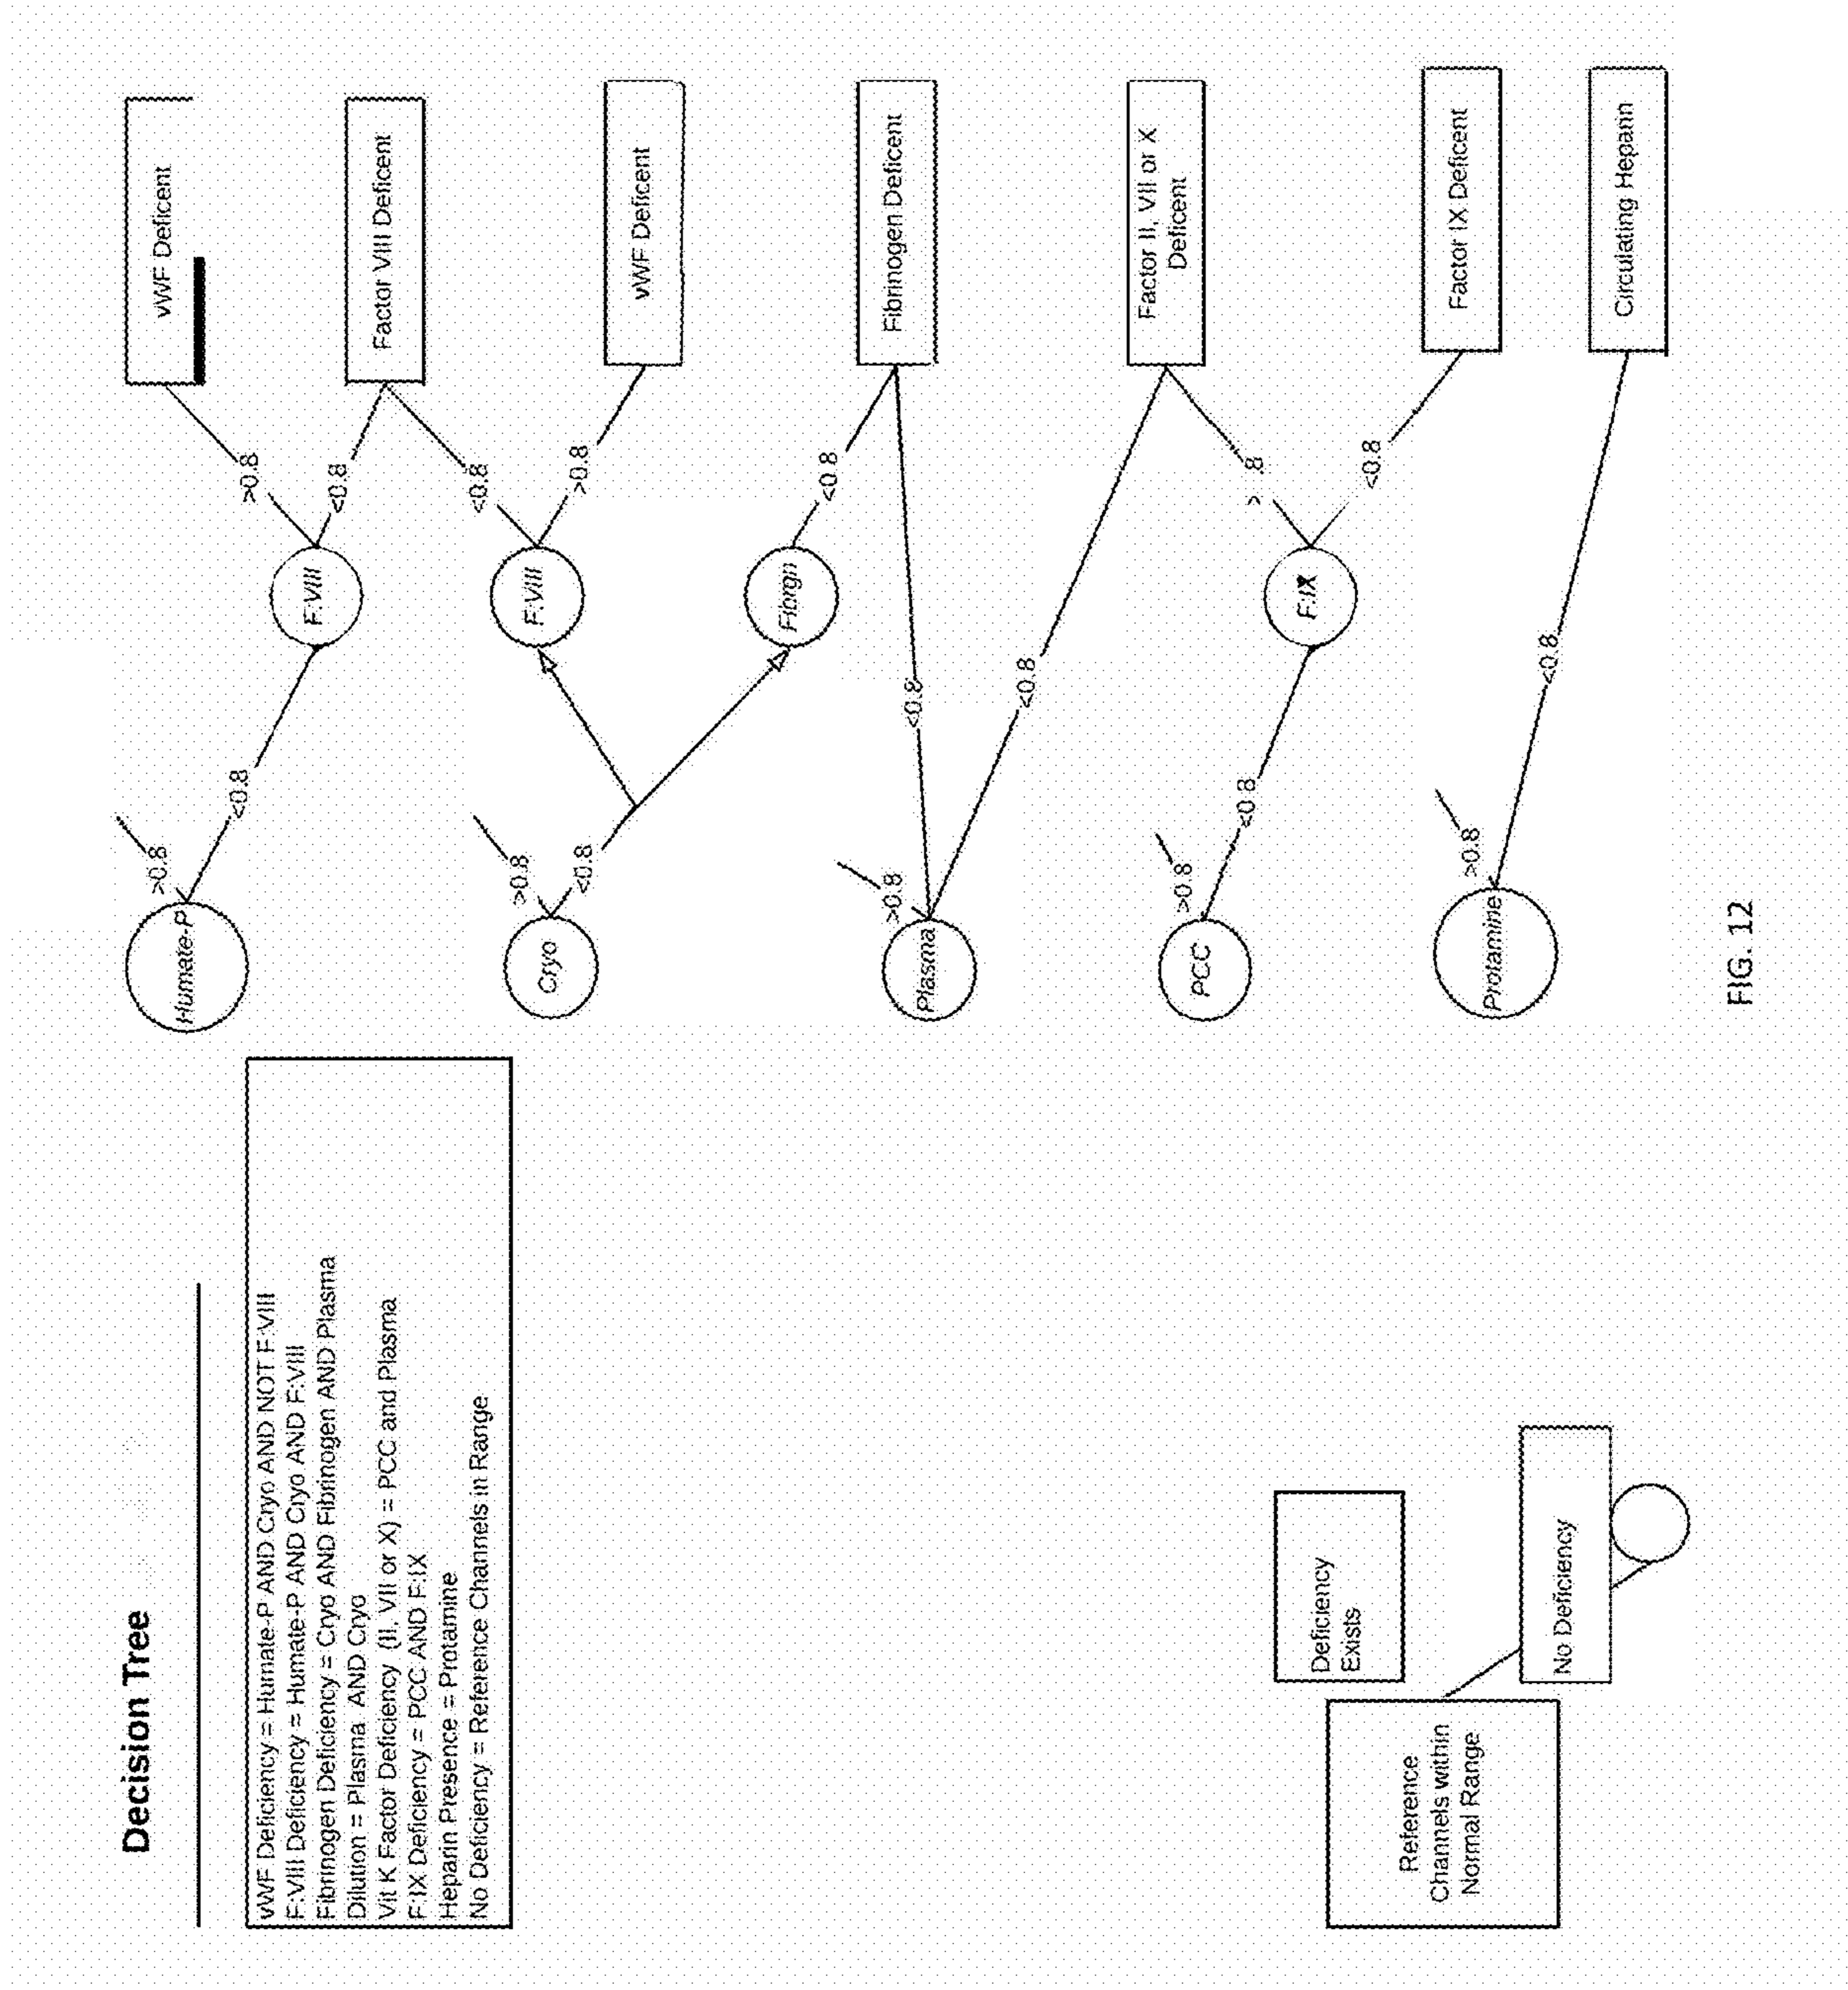 Decision Tree
vWF Deficiency = Humate-P AND Cryo AND NOT F:VIII
F:VIII Deficiency = Humate-P AND Cryo AND F:VIII
Fibrinogen Deficiency = Cryo AND Fibrinogen AND Plasma
Dilution = Plasma AND Cryo
Vit K Factor Deficiency (II, VII or X) = PCC and Plasma
F:IX Deficiency = PCC AND F:IX
Heparin Presence = Protamine
No Deficiency = Reference Channels in Range
Reference
Channels within
Normal Range
Deficiency
Exists
No Deficiency
Humate-P
>0.8
<0.8
F:VIII
>0.8
<0.8
vWF Deficent
Factor VIII Deficent
Cryo
>0.8
<0.8
F:VIII
<0.8
>0.8
vWF Deficent
Fibrgn
<0.8
Fibrinogen Deficent
Plasma
>0.8
<0.8
<0.8
Factor II, VII or X
Deficent
PCC
>0.8
<0.8
F:IX
> .8
<0.8
Factor IX Deficent
Protamine
>0.8
<0.8
Circulating Heparin
FIG. 12